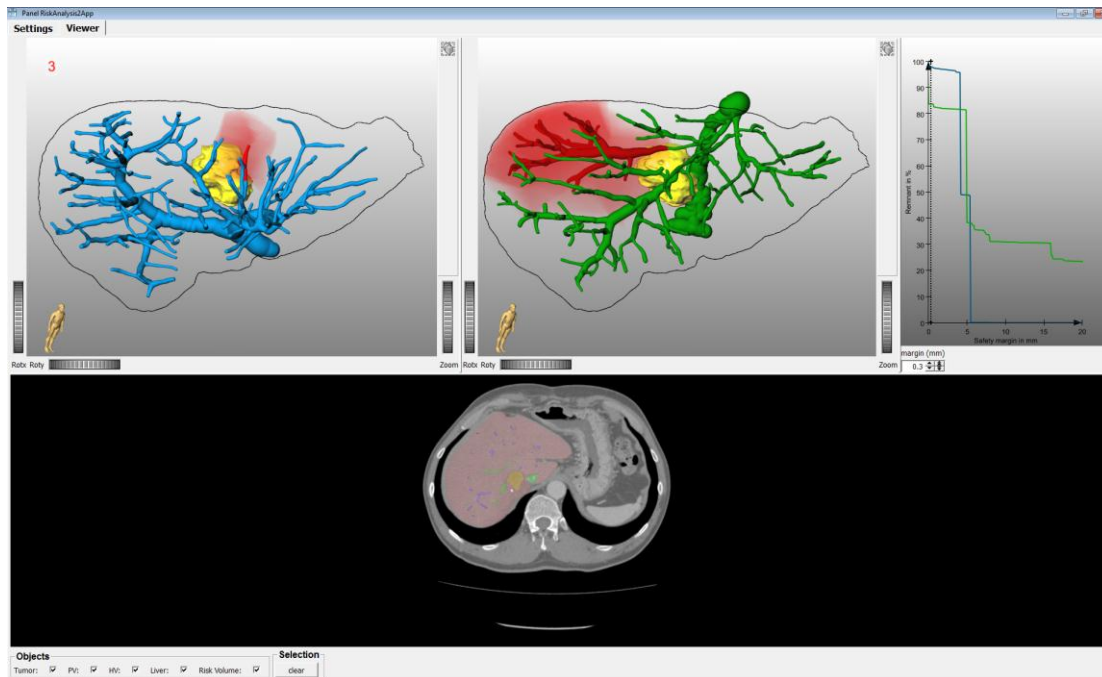 Panel RiskAnalysis2App
Settings Viewer
3
Rotx Roty Zoom
Rotx Roty Zoom
100
90
80
70
60
50
40
30
20
10
0
Remnant in %
0 5 10 15 20
Safety margin in mm
margin (mm)
0.3
Objects
Tumor: PV: HV: Liver: Risk Volume:
Selection
clear